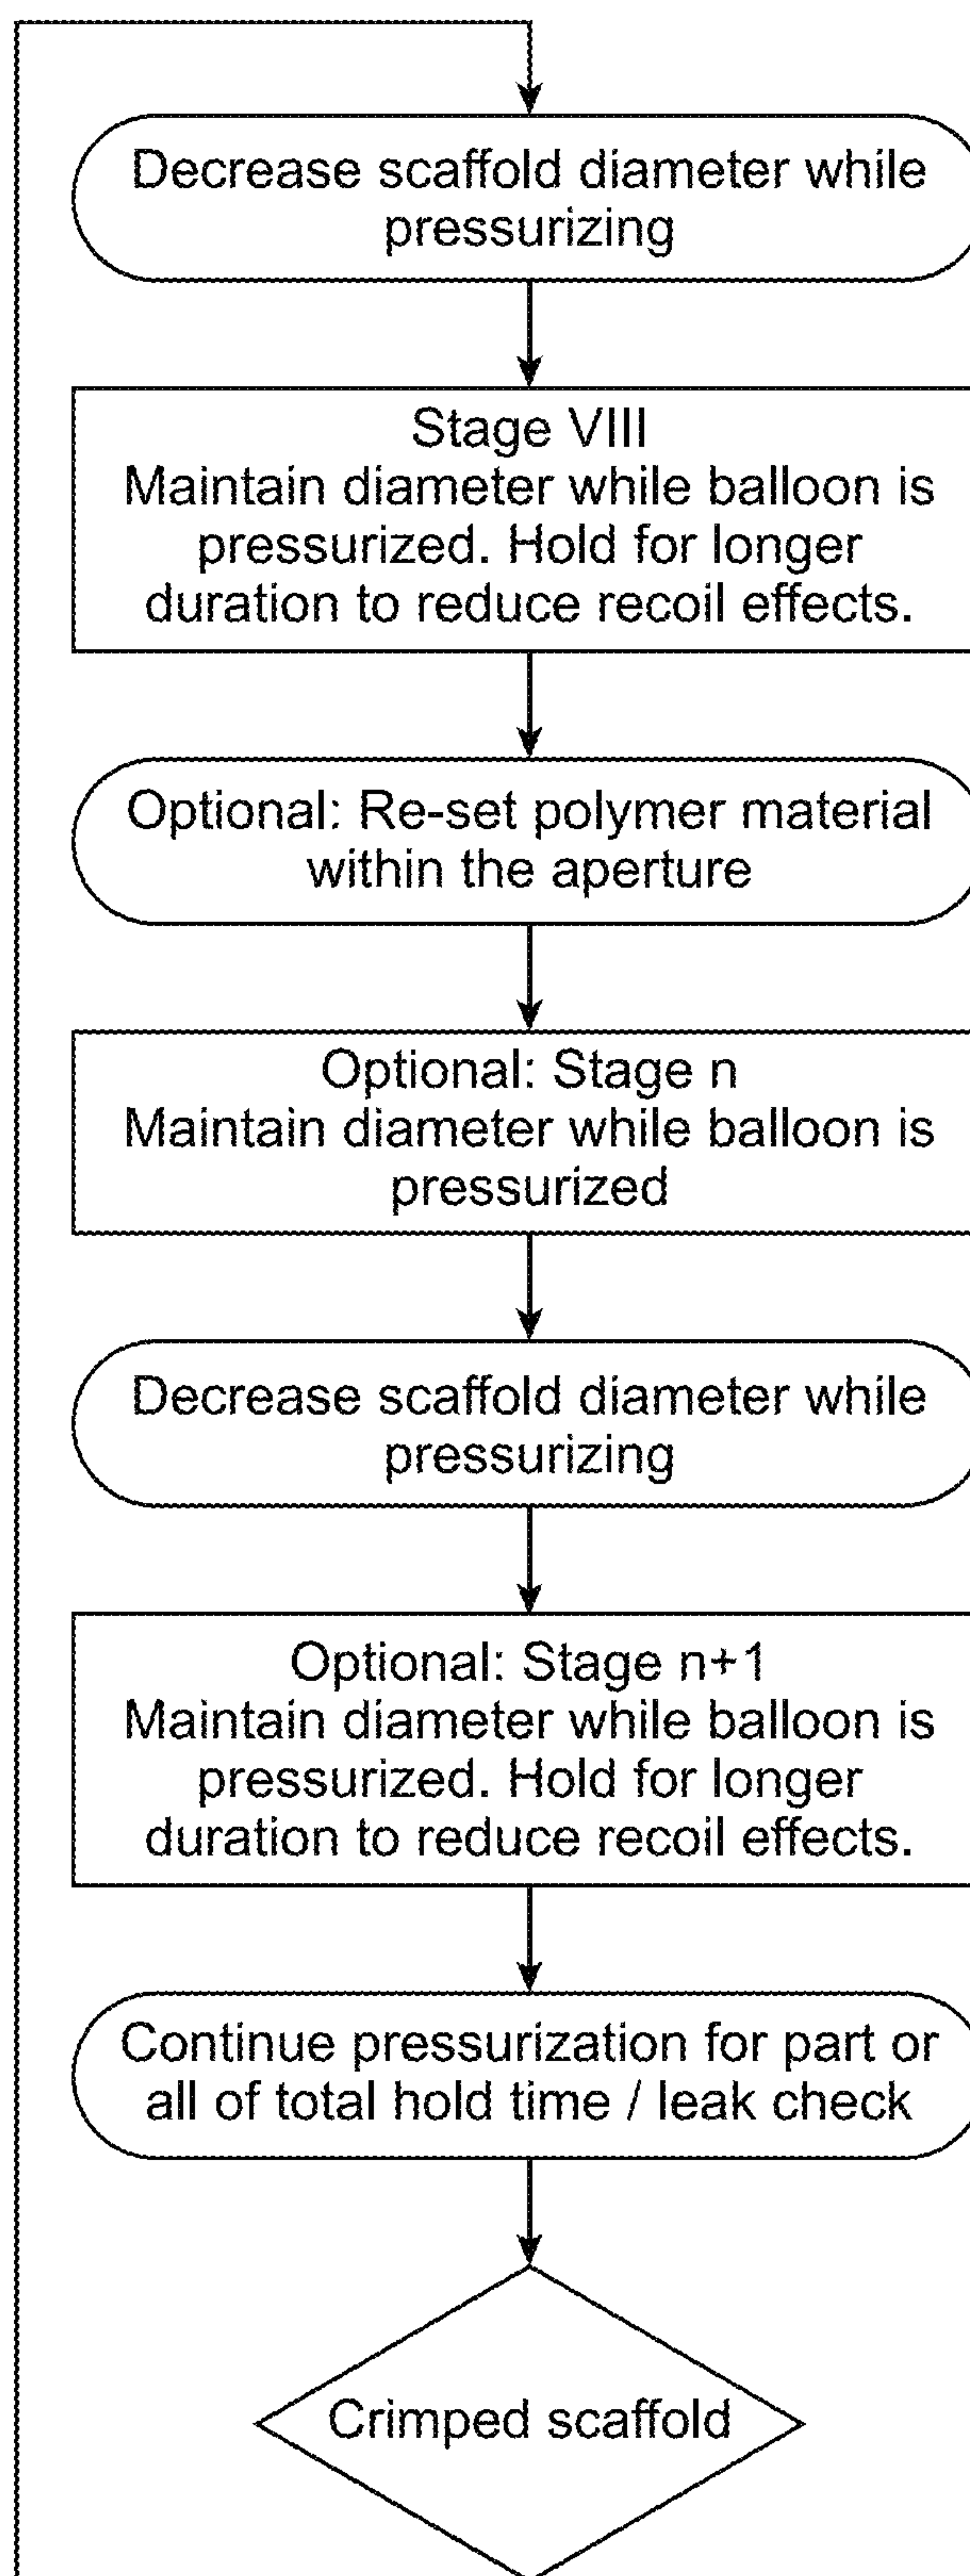 Decrease scaffold diameter while
pressurizing
Stage VIII
Maintain diameter while balloon is
pressurized. Hold for longer
duration to reduce recoil effects.
Optional: Re-set polymer material
within the aperture
Optional: Stage n
Maintain diameter while balloon is
pressurized
Decrease scaffold diameter while
pressurizing
Optional: Stage n+1
Maintain diameter while balloon is
pressurized. Hold for longer
duration to reduce recoil effects.
Continue pressurization for part or
all of total hold time / leak check
Crimped scaffold